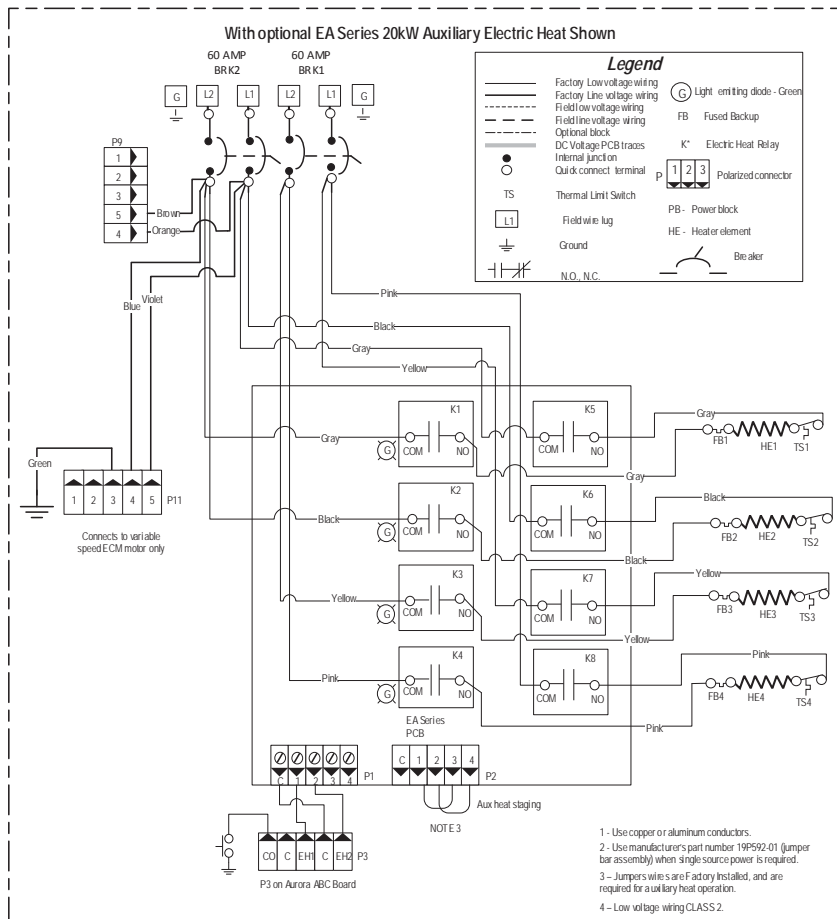 With optional EA Series 20kW Auxiliary Electric Heat Shown
60 AMP
BRK2
60 AMP
BRK1
G
L2
L1
L2
L1
G
Legend
Factory Low voltage wiring
Factory Line voltage wiring
Field low voltage wiring
Field line voltage wiring
Optional block
DC Voltage PCB traces
Internal junction
Quick connect terminal
TS
Thermal Limit Switch
L1
Field wire lug
Ground
N.O., N.C.
G
Light emitting diode - Green
FB
Fused Backup
K*
Electric Heat Relay
P
1 2 3
Polarized connector
PB - Power block
HE - Heater element
Breaker
P9
1
2
3
5
4
Brown
Orange
Blue
Violet
Pink
Black
Gray
Yellow
Green
1 2 3 4 5
P11
Connects to variable
speed ECM motor only
Gray
G
K1
COM
NO
K5
COM
NO
Gray
Gray
FB1
HE1
TS1
Black
G
K2
COM
NO
K6
COM
NO
Black
Black
FB2
HE2
TS2
Yellow
G
K3
COM
NO
K7
COM
NO
Yellow
Yellow
FB3
HE3
TS3
Pink
G
K4
COM
NO
K8
COM
NO
Pink
Pink
FB4
HE4
TS4
EA Series
PCB
C 1 2 3 4
P1
C 1 2 3 4
P2
Aux heat staging
NOTE 3
CO C EH1 C EH2
P3
P3 on Aurora ABC Board
1 - Use copper or aluminum conductors.
2 - Use manufacturer's part number 19P592-01 (jumper
bar assembly) when single source power is required.
3 – Jumpers wires are Factory Installed, and are
required for auxiliary heat operation.
4 – Low voltage wiring CLASS 2.